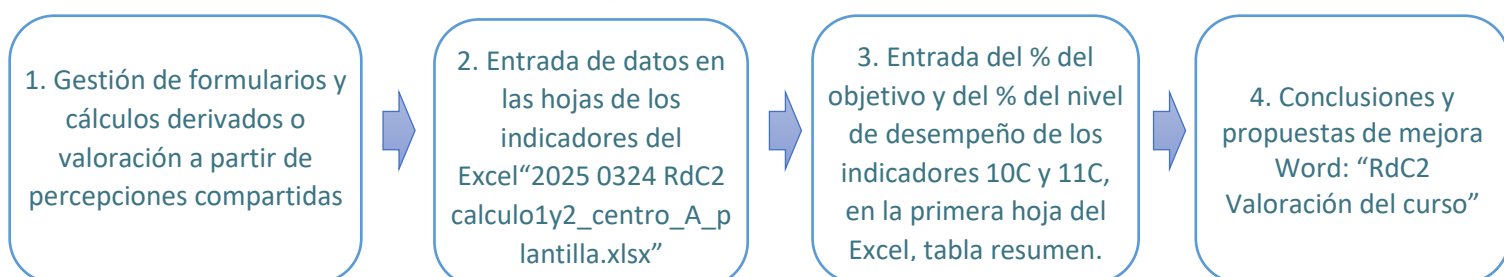 1. Gestión de formularios y
cálculos derivados o
valoración a partir de
percepciones compartidas
2. Entrada de datos en
las hojas de los
indicadores del
Excel“2025 0324 RdC2
calculo1y2_centro_A_p
lantilla.xlsx”
3. Entrada del % del
objetivo y del % del nivel
de desempeño de los
indicadores 10C y 11C,
en la primera hoja del
Excel, tabla resumen.
4. Conclusiones y
propuestas de mejora
Word: “RdC2
Valoración del curso”